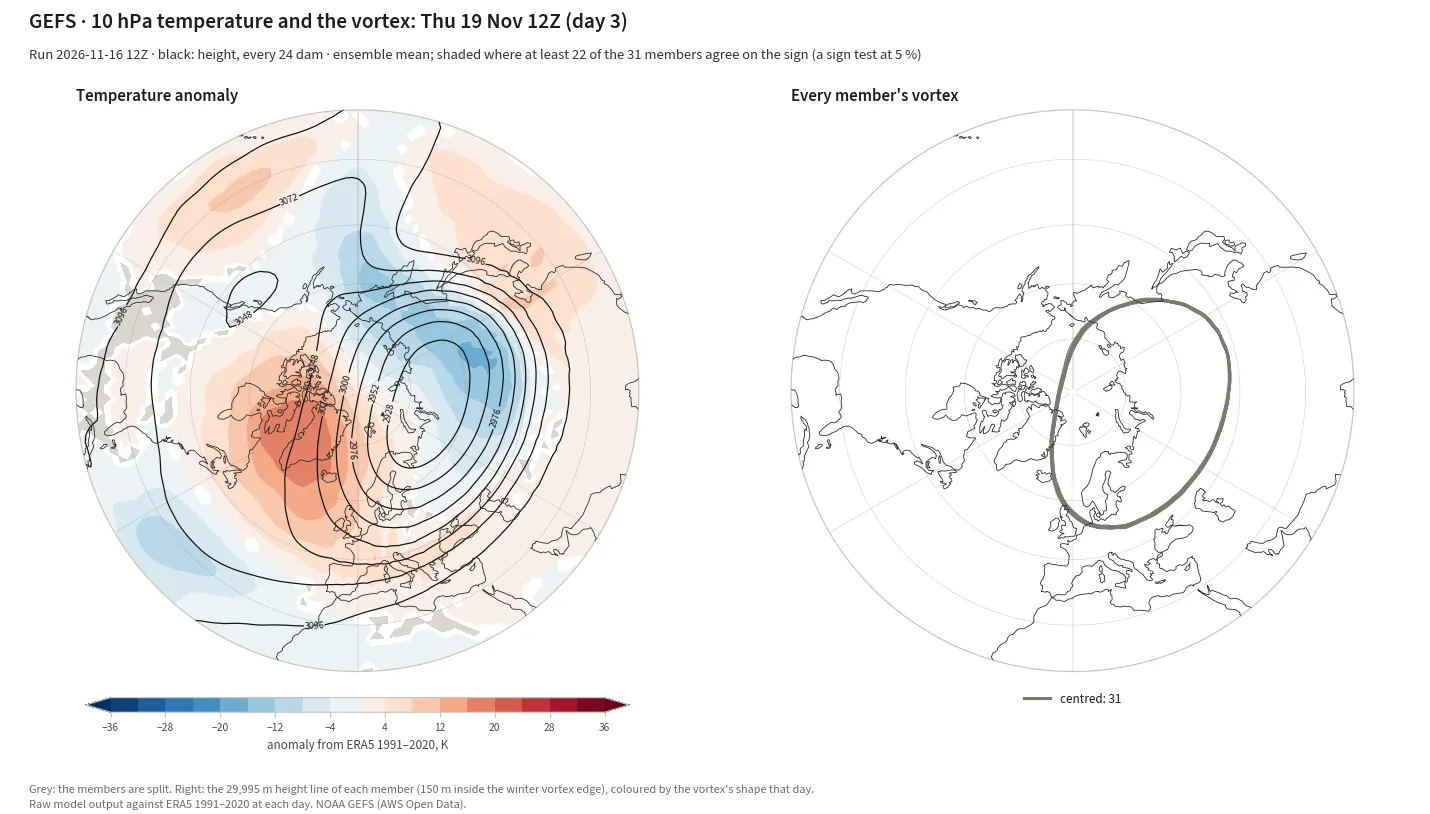 GEFS · 10 hPa temperature and the vortex: Thu 19 Nov 12Z (day 3)
Run 2026-11-16 12Z · black: height, every 24 dam · ensemble mean; shaded where at least 22 of the 31 members agree on the sign (a sign test at 5 %)
Temperature anomaly
Every member's vortex
3072
3096
3096
3048
3048
3000
2952
2928
2976
2976
3096
centred: 31
−36 −28 −20 −12 −4 4 12 20 28 36
anomaly from ERA5 1991–2020, K
Grey: the members are split. Right: the 29,995 m height line of each member (150 m inside the winter vortex edge), coloured by the vortex's shape that day.
Raw model output against ERA5 1991–2020 at each day. NOAA GEFS (AWS Open Data).